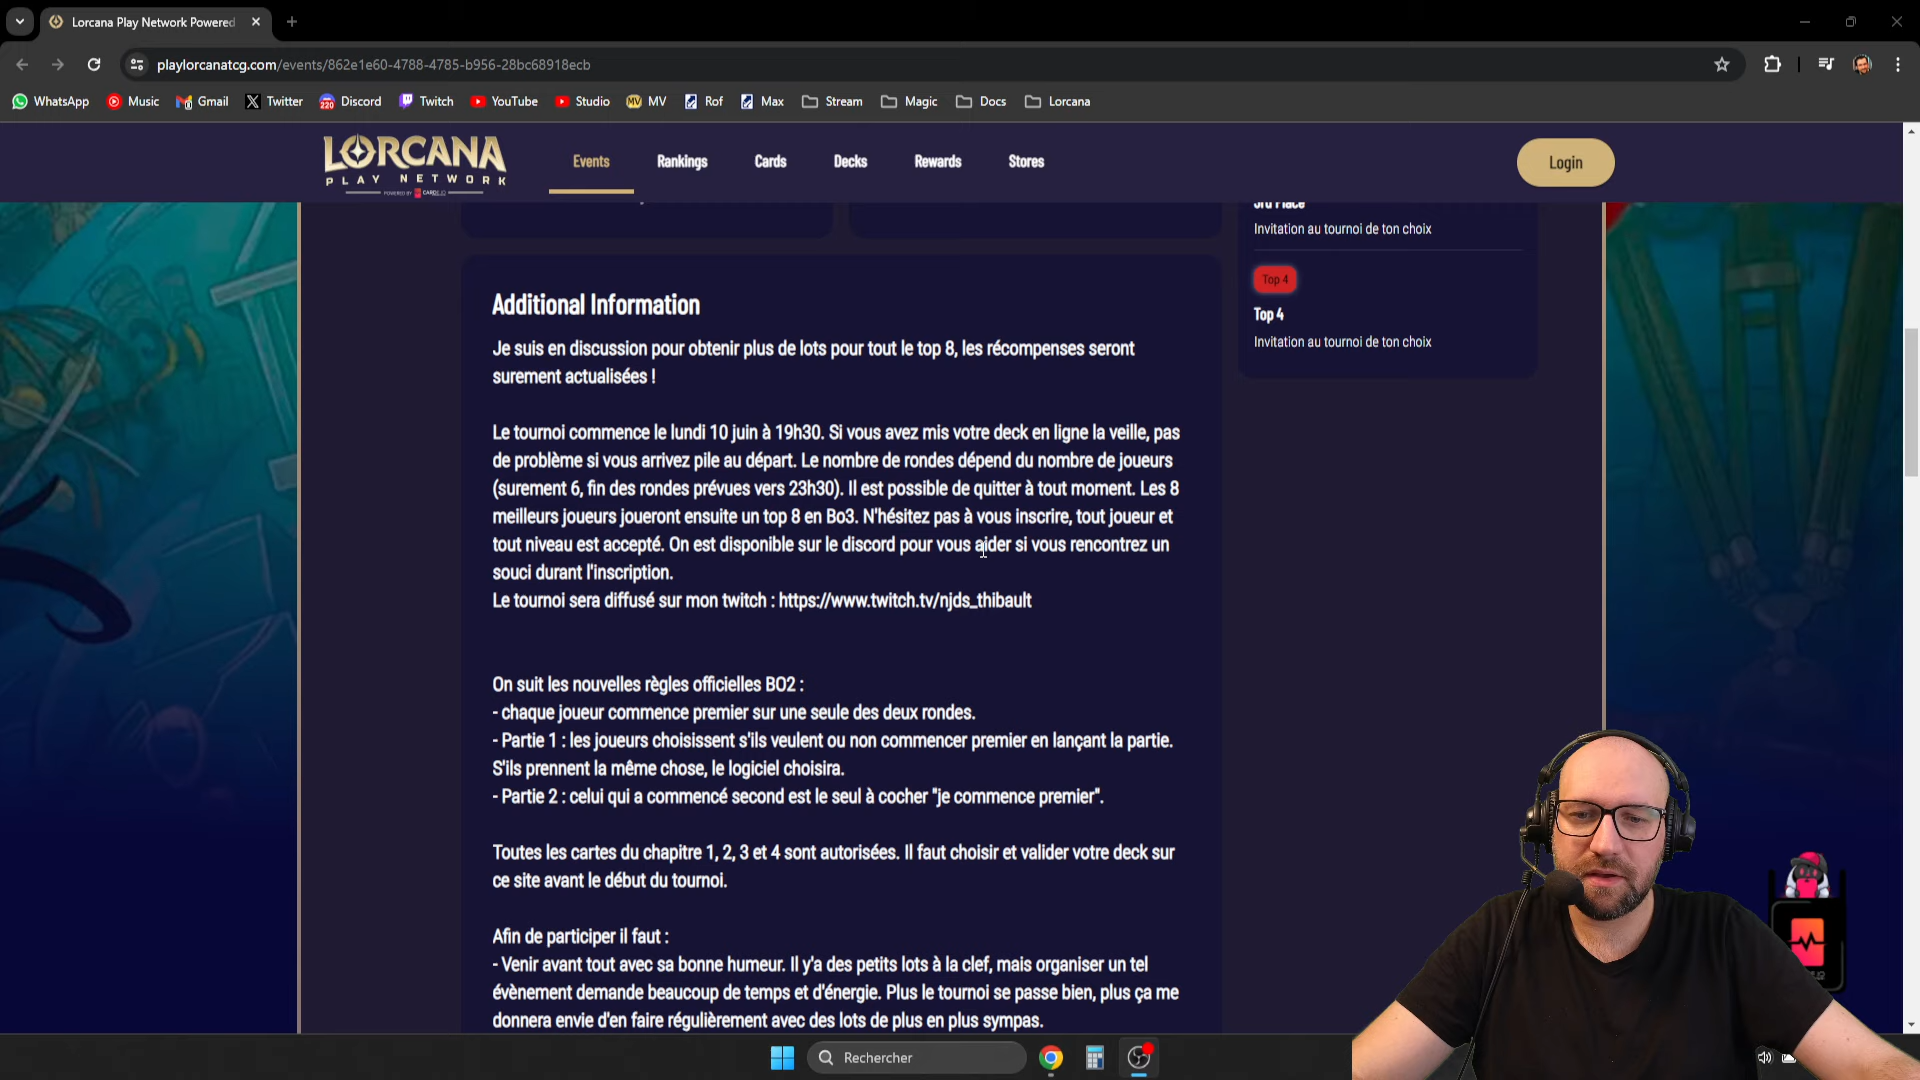 Lorcana Play Network Powered
playlorcanatcg.com/events/862e1e60-4788-4785-b956-28bc68918ecb
WhatsApp
Music
Gmail
Twitter
Discord
Twitch
YouTube
Studio
MV
Rof
Max
Stream
Magic
Docs
Lorcana
LORCANA
PLAY NETWORK
POWERED BY
Events
Rankings
Cards
Decks
Rewards
Stores
Login
3rd Place
Invitation au tournoi de ton choix
Top 4
Top 4
Invitation au tournoi de ton choix
Additional Information
Je suis en discussion pour obtenir plus de lots pour tout le top 8, les récompenses seront
surement actualisées !
Le tournoi commence le lundi 10 juin à 19h30. Si vous avez mis votre deck en ligne la veille, pas
de problème si vous arrivez pile au départ. Le nombre de rondes dépend du nombre de joueurs
(surement 6, fin des rondes prévues vers 23h30). Il est possible de quitter à tout moment. Les 8
meilleurs joueurs joueront ensuite un top 8 en Bo3. N'hésitez pas à vous inscrire, tout joueur et
tout niveau est accepté. On est disponible sur le discord pour vous aider si vous rencontrez un
souci durant l'inscription.
Le tournoi sera diffusé sur mon twitch : https://www.twitch.tv/njds_thibault
On suit les nouvelles règles officielles BO2 :
- chaque joueur commence premier sur une seule des deux rondes.
- Partie 1 : les joueurs choisissent s'ils veulent ou non commencer premier en lançant la partie.
S'ils prennent la même chose, le logiciel choisira.
- Partie 2 : celui qui a commencé second est le seul à cocher "je commence premier".
Toutes les cartes du chapitre 1, 2, 3 et 4 sont autorisées. Il faut choisir et valider votre deck sur
ce site avant le début du tournoi.
Afin de participer il faut :
- Venir avant tout avec sa bonne humeur. Il y'a des petits lots à la clef, mais organiser un tel
évènement demande beaucoup de temps et d'énergie. Plus le tournoi se passe bien, plus ça me
donnera envie d'en faire régulièrement avec des lots de plus en plus sympas.
Rechercher